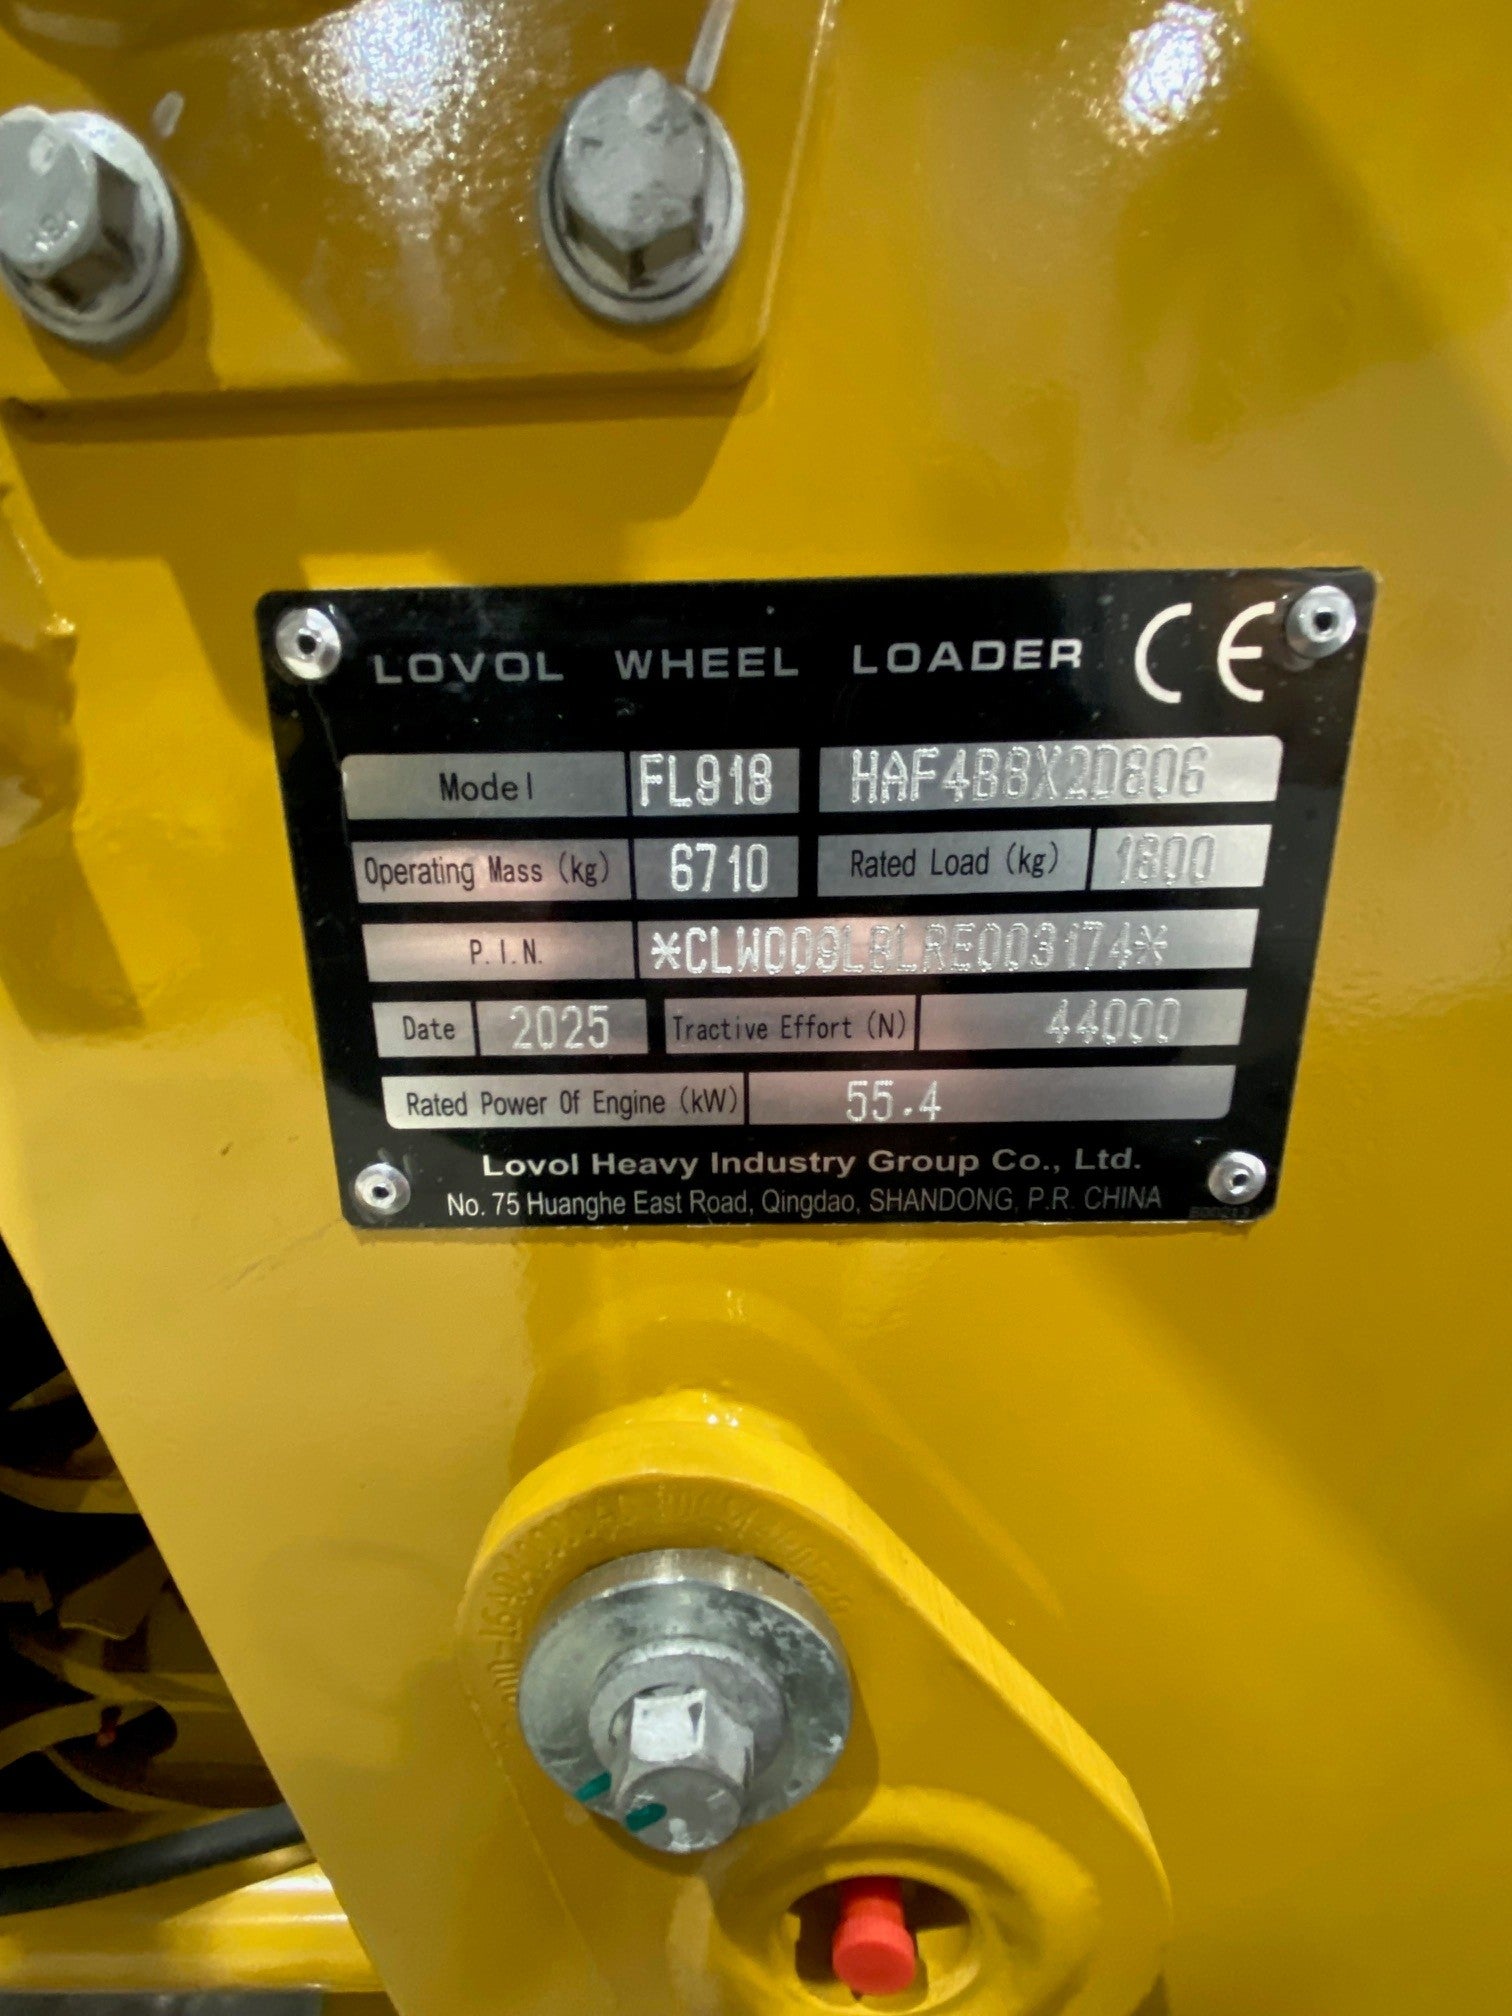 LOVOL WHEEL LOADER CE
Model FL918 HAF4B8X2D806
Operating Mass (kg) 6710 Rated Load (kg) 1800
P.I.N. *CLW009LBLRE003174*
Date 2025 Tractive Effort (N) 44000
Rated Power Of Engine (kW) 55.4
Lovol Heavy Industry Group Co., Ltd.
No. 75 Huanghe East Road, Qingdao, SHANDONG, P.R. CHINA